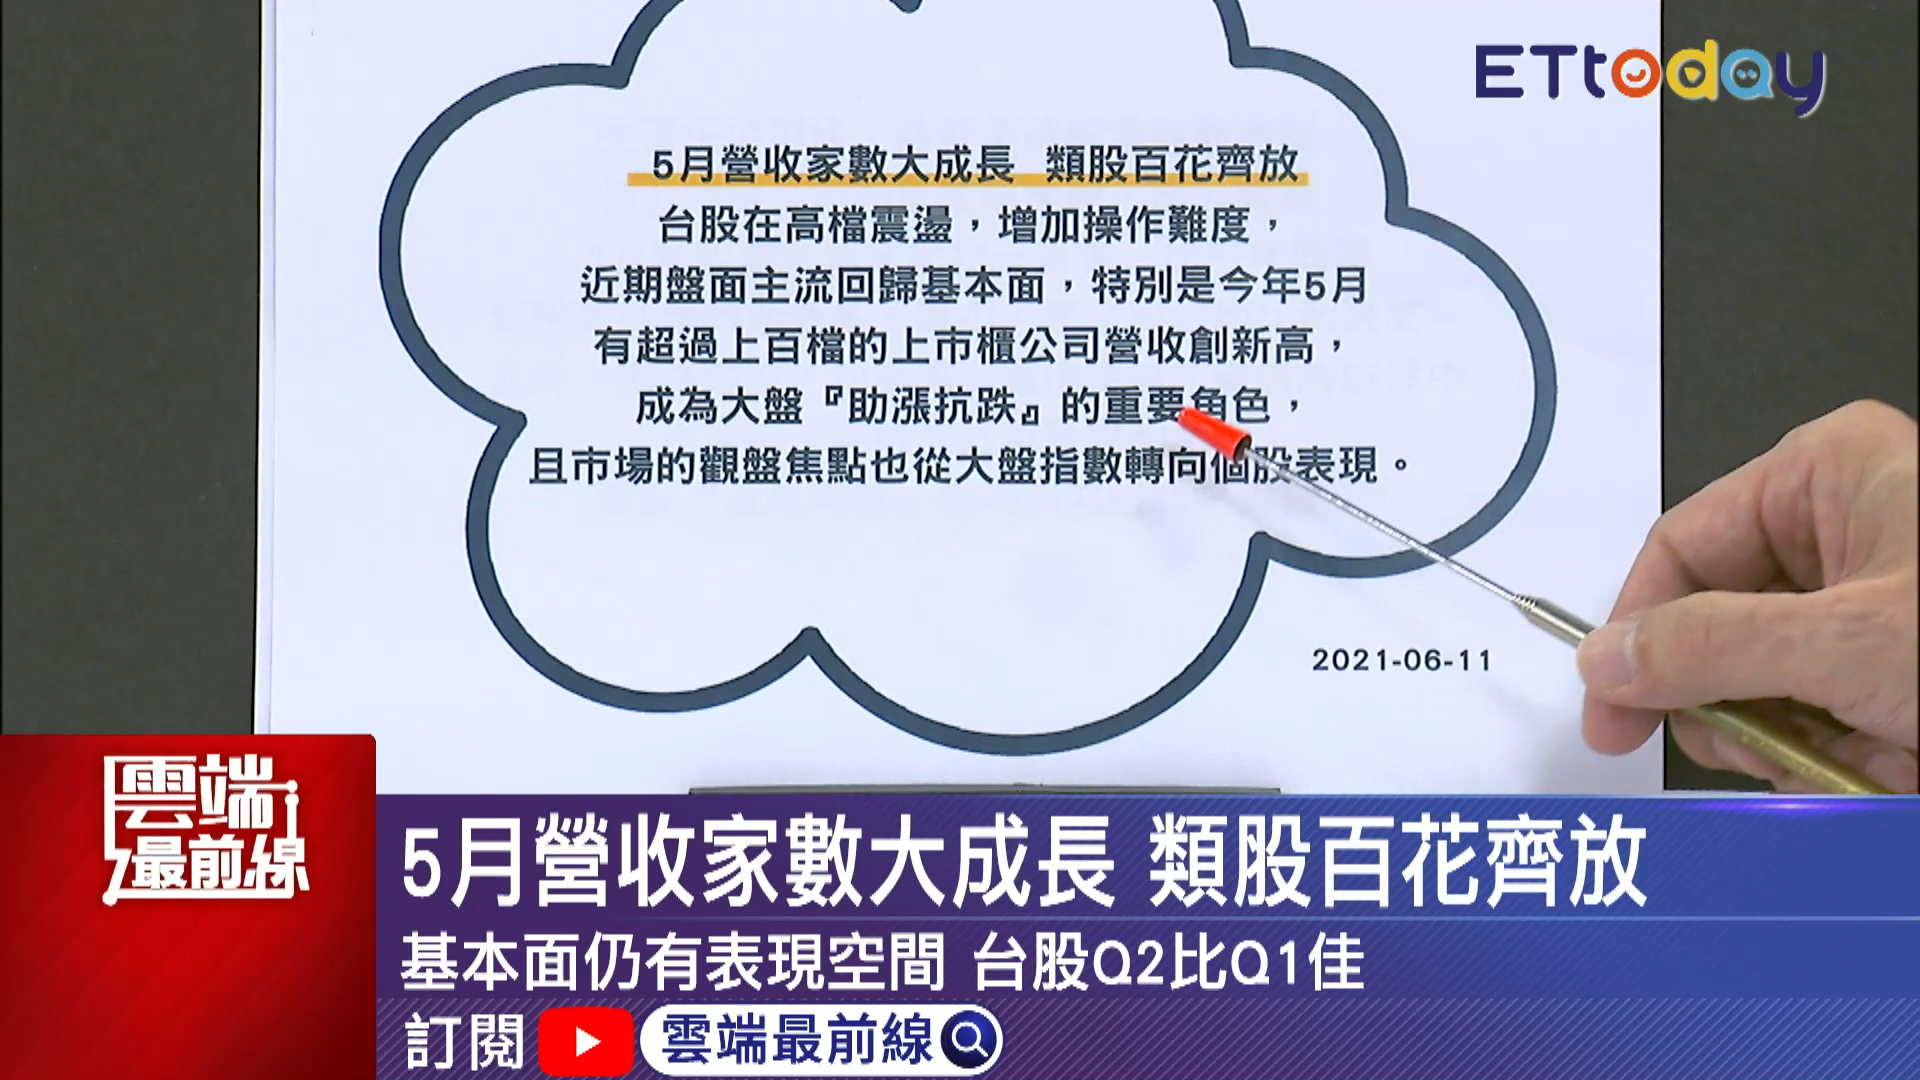 ETtoday
5月營收家數大成長 類股百花齊放
台股在高檔震盪，增加操作難度，
近期盤面主流回歸基本面，特別是今年5月
有超過上百檔的上市櫃公司營收創新高，
成為大盤『助漲抗跌』的重要角色，
且市場的觀盤焦點也從大盤指數轉向個股表現。
2021-06-11
雲端
最前線
5月營收家數大成長 類股百花齊放
基本面仍有表現空間 台股Q2比Q1佳
訂閱 雲端最前線